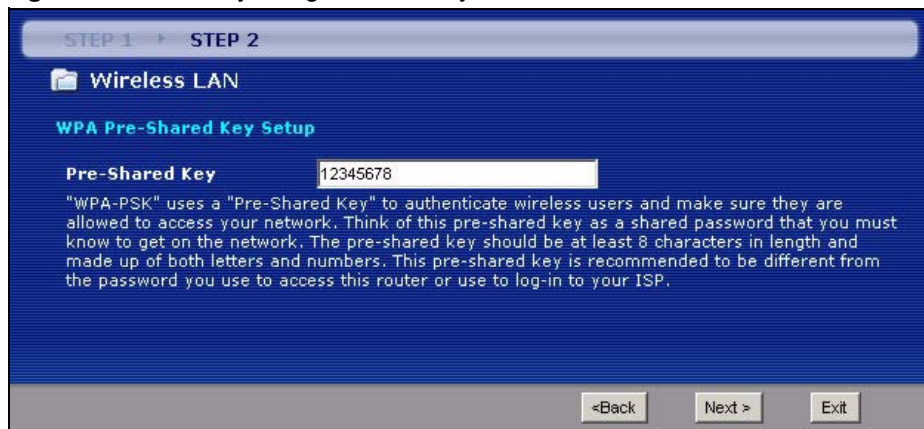 STEP 1 STEP 2
Wireless LAN
WPA Pre-Shared Key Setup
Pre-Shared Key 12345678
"WPA-PSK" uses a "Pre-Shared Key" to authenticate wireless users and make sure they are
allowed to access your network. Think of this pre-shared key as a shared password that you must
know to get on the network. The pre-shared key should be at least 8 characters in length and
made up of both letters and numbers. This pre-shared key is recommended to be different from
the password you use to access this router or use to log-in to your ISP.
<Back Next > Exit